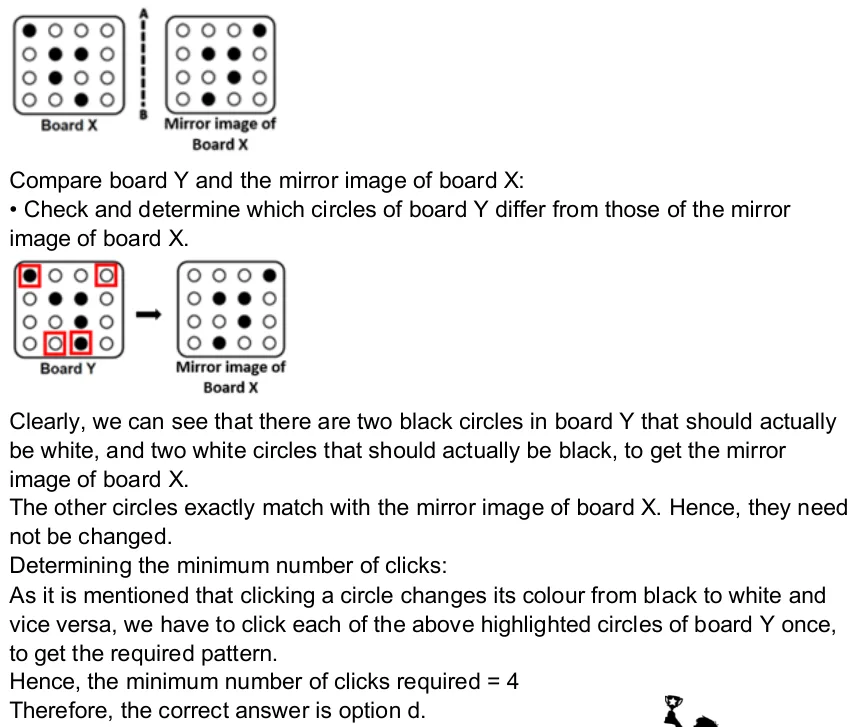 A
B
Board X
Mirror image of
Board X
Compare board Y and the mirror image of board X:
• Check and determine which circles of board Y differ from those of the mirror
image of board X.
Board Y
Mirror image of
Board X
Clearly, we can see that there are two black circles in board Y that should actually
be white, and two white circles that should actually be black, to get the mirror
image of board X.
The other circles exactly match with the mirror image of board X. Hence, they need
not be changed.
Determining the minimum number of clicks:
As it is mentioned that clicking a circle changes its colour from black to white and
vice versa, we have to click each of the above highlighted circles of board Y once,
to get the required pattern.
Hence, the minimum number of clicks required = 4
Therefore, the correct answer is option d.